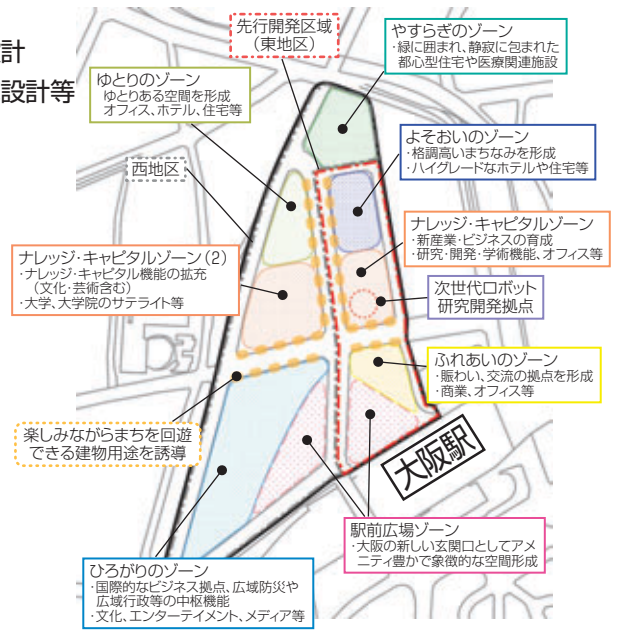 計
設計等
先行開発区域
(東地区)
やすらぎのゾーン
・緑に囲まれ、静寂に包まれた
都心型住宅や医療関連施設
ゆとりのゾーン
ゆとりある空間を形成
オフィス、ホテル、住宅等
よそおいのゾーン
・格調高いまちなみを形成
・ハイグレードなホテルや住宅等
西地区
ナレッジ・キャピタルゾーン
・新産業・ビジネスの育成
・研究・開発・学術機能、オフィス等
ナレッジ・キャピタルゾーン(2)
・ナレッジ・キャピタル機能の拡充
(文化・芸術含む)
・大学、大学院のサテライト等
次世代ロボット
研究開発拠点
ふれあいのゾーン
・賑わい、交流の拠点を形成
・商業、オフィス等
楽しみながらまちを回遊
できる建物用途を誘導
大阪駅
駅前広場ゾーン
・大阪の新しい玄関口としてアメ
ニティ豊かで象徴的な空間形成
ひろがりのゾーン
・国際的なビジネス拠点、広域防災や
広域行政等の中枢機能
・文化、エンターテイメント、メディア等